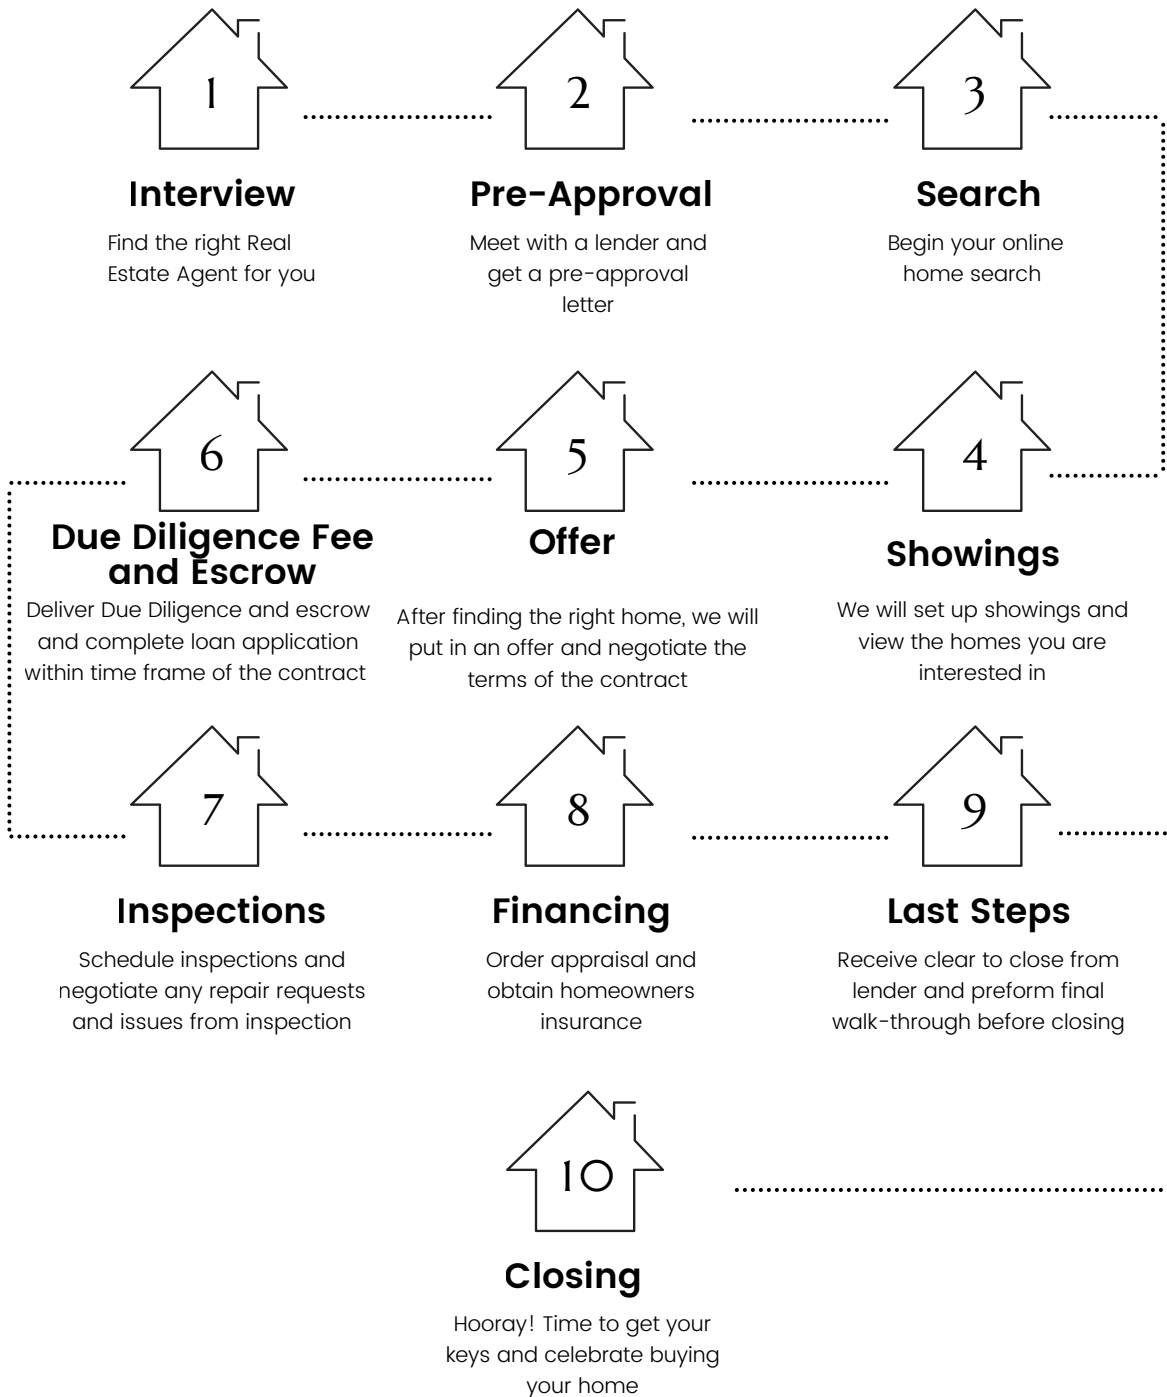 1
Interview
Find the right Real
Estate Agent for you
2
Pre-Approval
Meet with a lender and
get a pre-approval
letter
3
Search
Begin your online
home search
4
Showings
We will set up showings and
view the homes you are
interested in
5
Offer
After finding the right home, we will
put in an offer and negotiate the
terms of the contract
6
Due Diligence Fee
and Escrow
Deliver Due Diligence and escrow
and complete loan application
within time frame of the contract
7
Inspections
Schedule inspections and
negotiate any repair requests
and issues from inspection
8
Financing
Order appraisal and
obtain homeowners
insurance
9
Last Steps
Receive clear to close from
lender and preform final
walk-through before closing
10
Closing
Hooray! Time to get your
keys and celebrate buying
your home